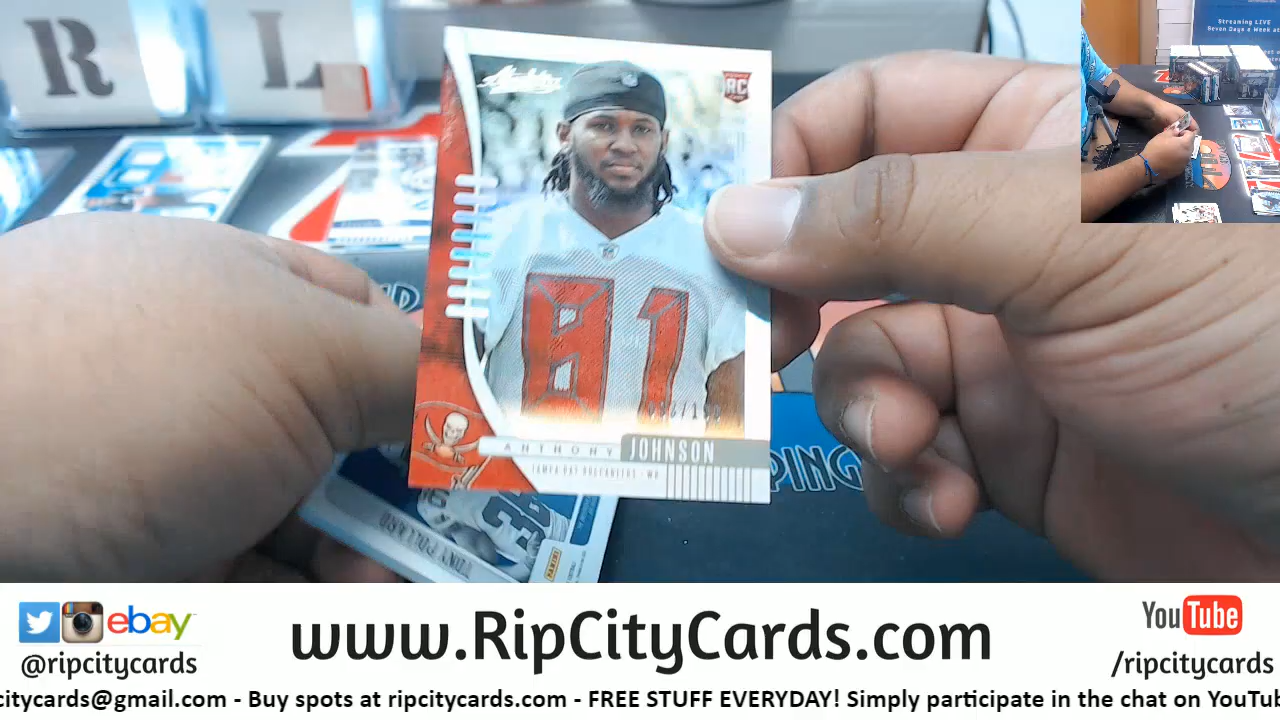 R L
Streaming LIVE
Seven Days a Week at
Absolute
RC
81
ANTHONY JOHNSON
TAMPA BAY BUCCANEERS - WR
TONY POLLARD
PANINI
PING
ebay
@ripcitycards
www.RipCityCards.com
YouTube
/ripcitycards
citycards@gmail.com - Buy spots at ripcitycards.com - FREE STUFF EVERYDAY! Simply participate in the chat on YouTub